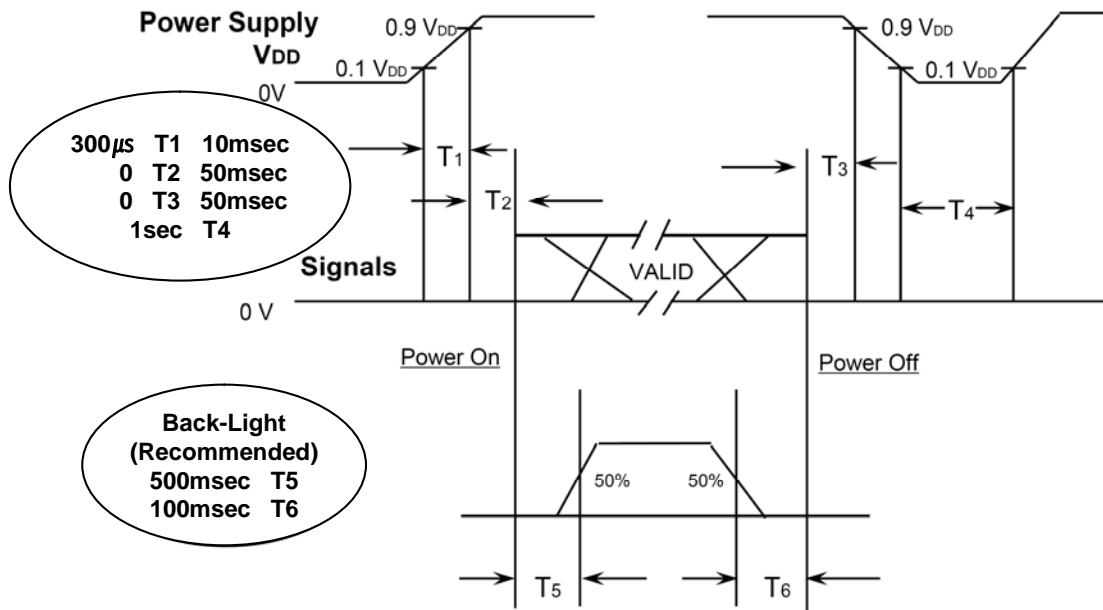 Power Supply
VDD
0.9 VDD
0.1 VDD
0V
0.9 VDD
0.1 VDD
300㎲ T1 10msec
0 T2 50msec
0 T3 50msec
1sec T4
T1
T2
T3
T4
Signals
VALID
0 V
Power On
Power Off
Back-Light
(Recommended)
500msec T5
100msec T6
50%
50%
T5
T6